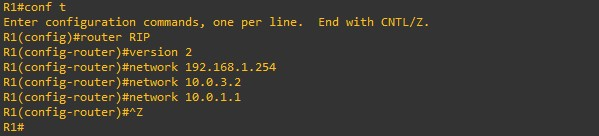 R1#conf t
Enter configuration commands, one per line.  End with CNTL/Z.
R1(config)#router RIP
R1(config-router)#version 2
R1(config-router)#network 192.168.1.254
R1(config-router)#network 10.0.3.2
R1(config-router)#network 10.0.1.1
R1(config-router)#^Z
R1#